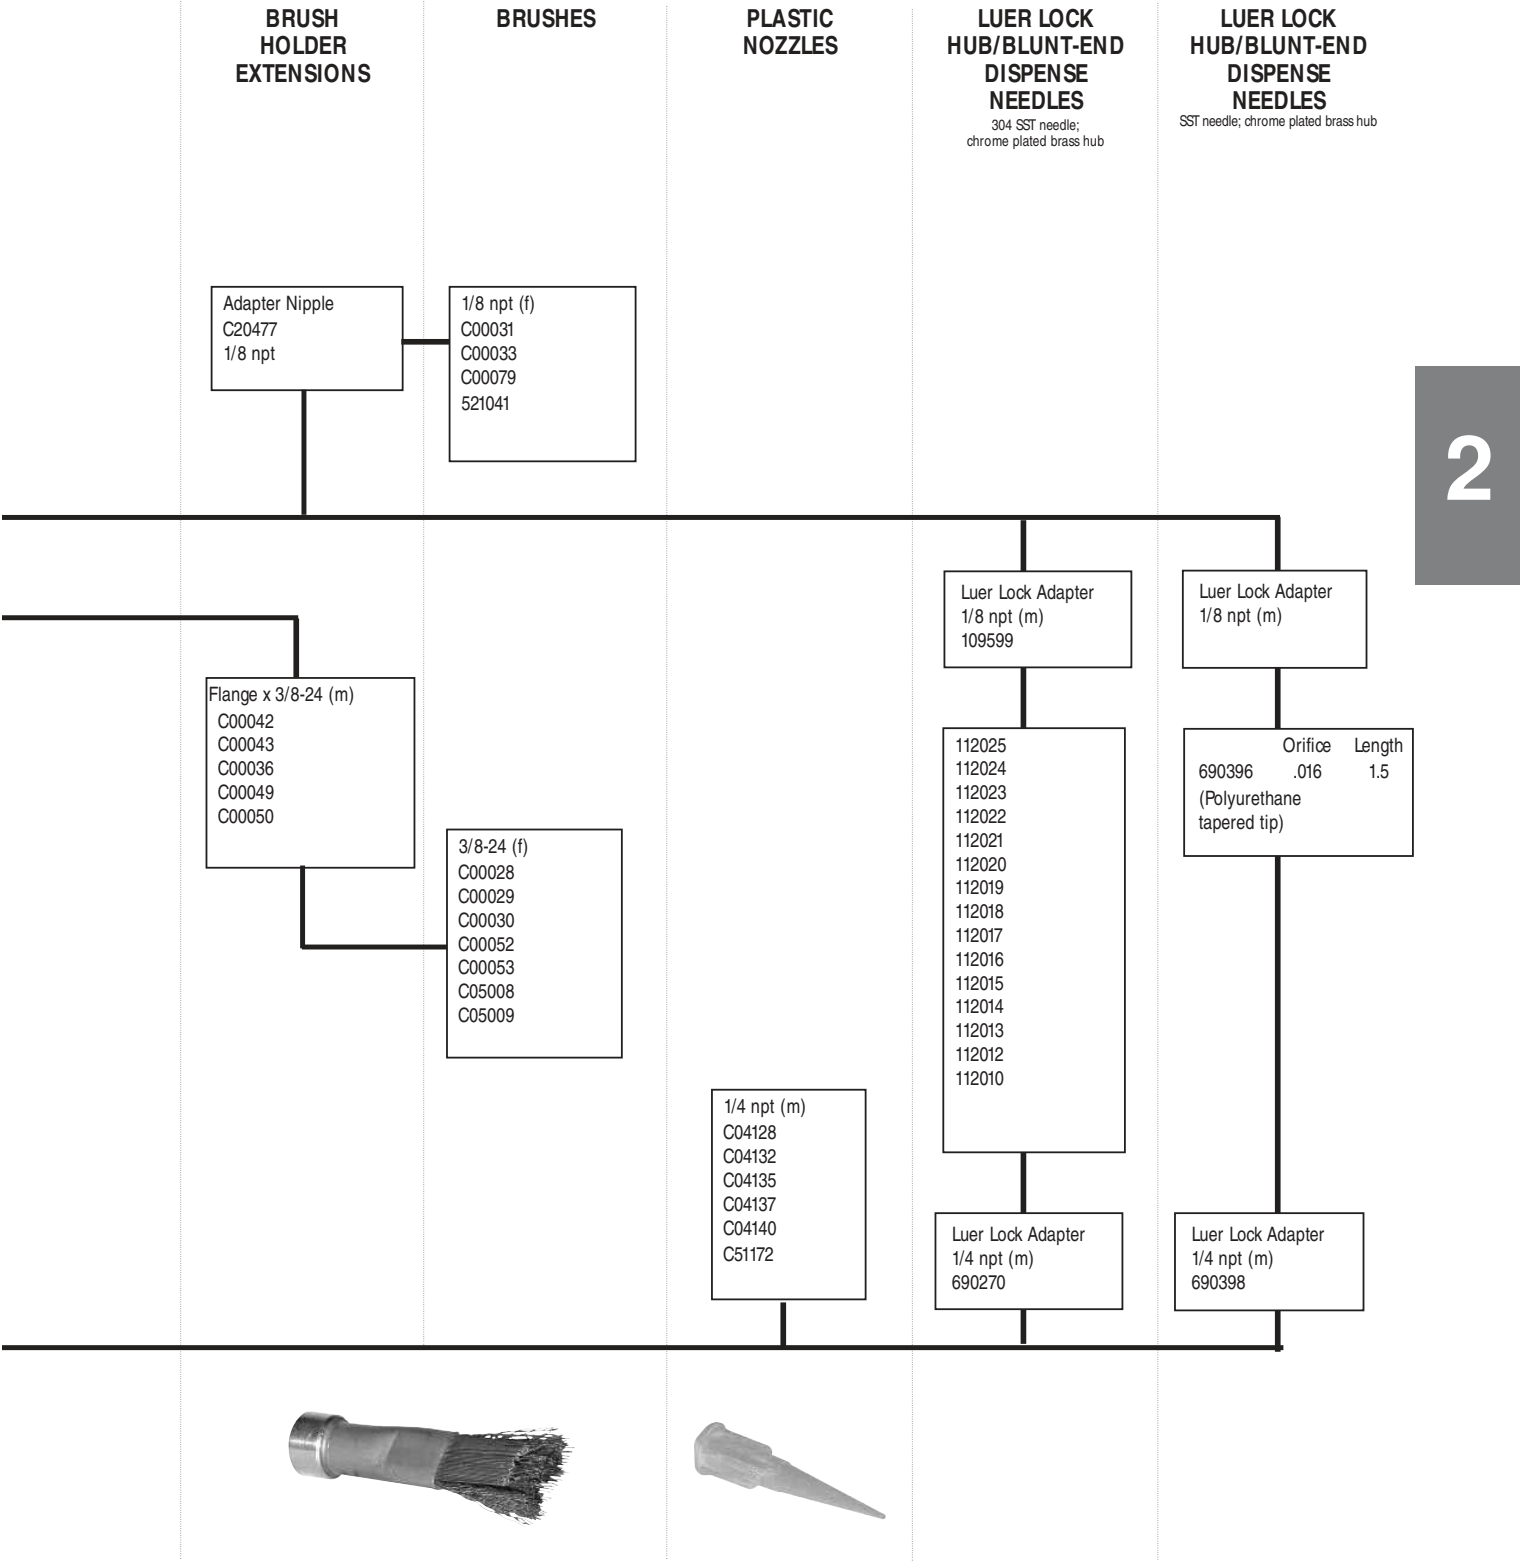 BRUSH
HOLDER
EXTENSIONS
BRUSHES
PLASTIC
NOZZLES
LUER LOCK
HUB/BLUNT-END
DISPENSE
NEEDLES
304 SST needle;
chrome plated brass hub
LUER LOCK
HUB/BLUNT-END
DISPENSE
NEEDLES
SST needle; chrome plated brass hub
Adapter Nipple
C20477
1/8 npt
1/8 npt (f)
C00031
C00033
C00079
521041
2
Luer Lock Adapter
1/8 npt (m)
109599
Luer Lock Adapter
1/8 npt (m)
Flange x 3/8-24 (m)
C00042
C00043
C00036
C00049
C00050
3/8-24 (f)
C00028
C00029
C00030
C00052
C00053
C05008
C05009
1/4 npt (m)
C04128
C04132
C04135
C04137
C04140
C51172
112025
112024
112023
112022
112021
112020
112019
112018
112017
112016
112015
112014
112013
112012
112010
Orifice Length
690396 .016 1.5
(Polyurethane
tapered tip)
Luer Lock Adapter
1/4 npt (m)
690270
Luer Lock Adapter
1/4 npt (m)
690398